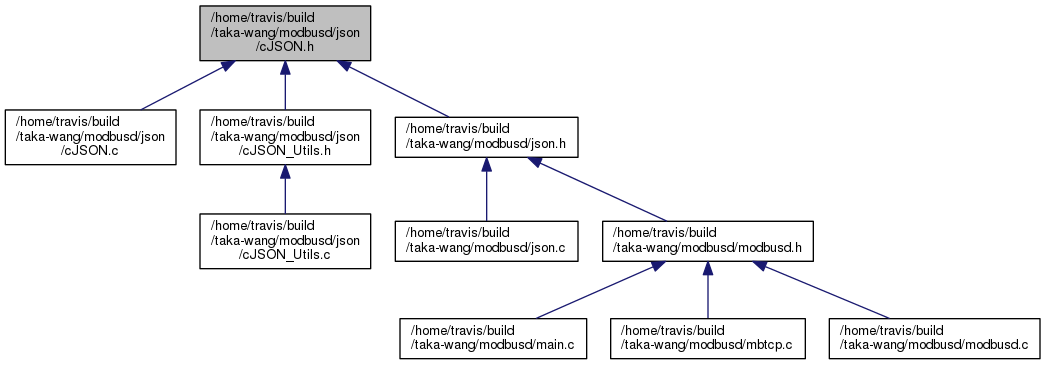 /home/travis/build
/taka-wang/modbusd/json
/cJSON.h
/home/travis/build
/taka-wang/modbusd/json
/cJSON.c
/home/travis/build
/taka-wang/modbusd/json
/cJSON_Utils.h
/home/travis/build
/taka-wang/modbusd/json.h
/home/travis/build
/taka-wang/modbusd/json
/cJSON_Utils.c
/home/travis/build
/taka-wang/modbusd/json.c
/home/travis/build
/taka-wang/modbusd/modbusd.h
/home/travis/build
/taka-wang/modbusd/main.c
/home/travis/build
/taka-wang/modbusd/mbtcp.c
/home/travis/build
/taka-wang/modbusd/modbusd.c